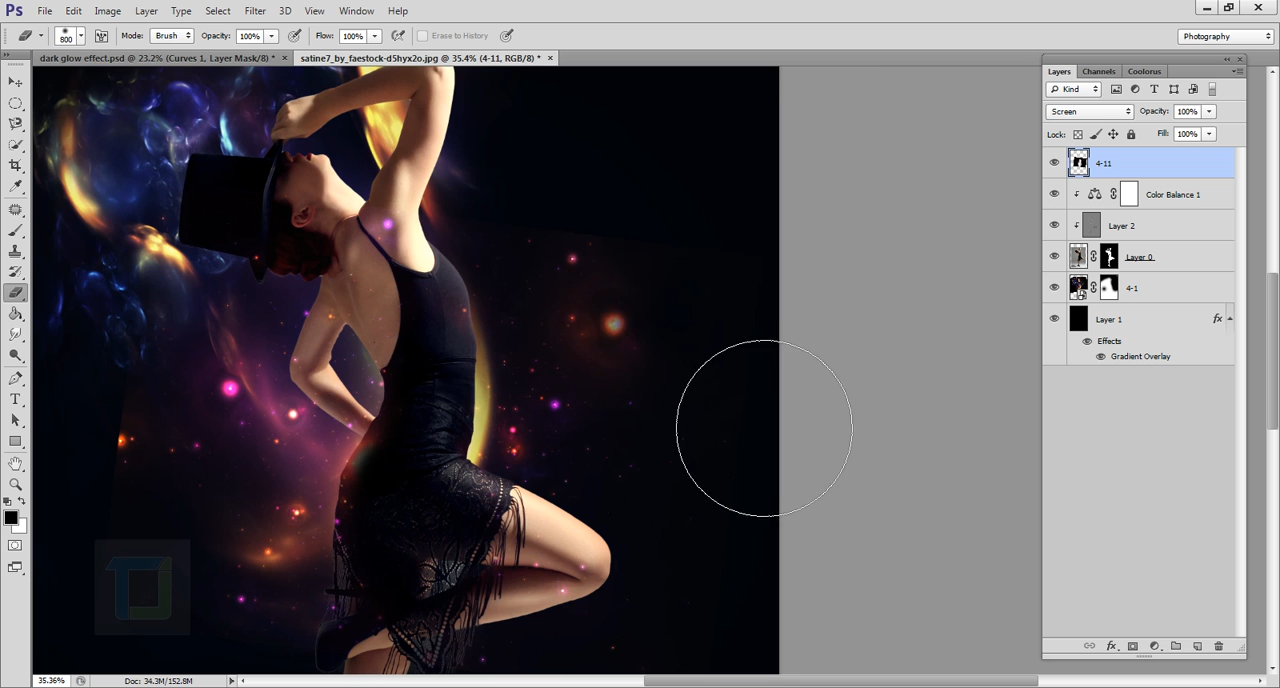 Ps File Edit Image Layer Type Select Filter 3D View Window Help
800 Mode: Brush Opacity: 100% Flow: 100% Erase to History Photography
dark glow effect.psd @ 23.2% (Curves 1, Layer Mask/8) * × satine7_by_faestock-d5hyx2o.jpg @ 35.4% (4-11, RGB/8) * ×
Layers Channels Coolorus
Kind
Screen Opacity: 100%
Lock: Fill: 100%
4-11
Color Balance 1
Layer 2
Layer 0
4-1
Layer 1 fx
Effects
Gradient Overlay
35.36% Doc: 34.3M/152.8M